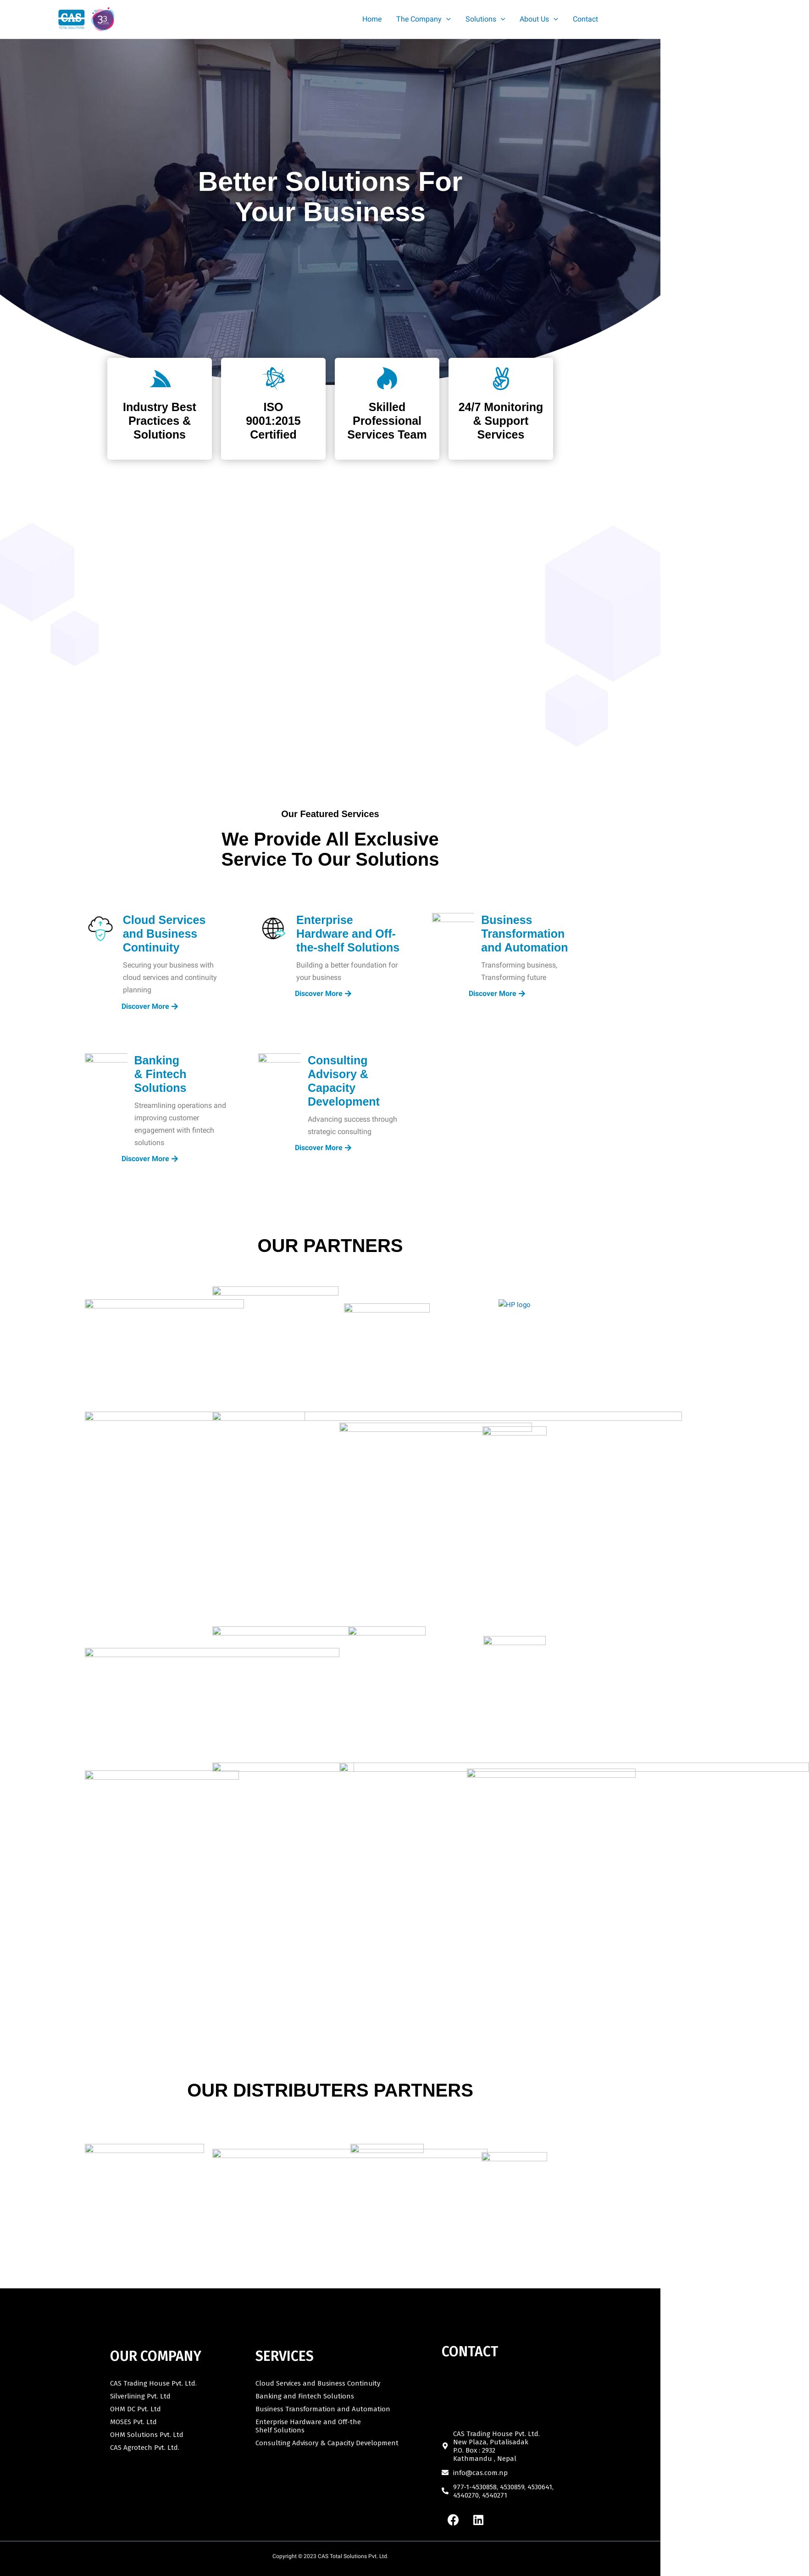 CAS
33
Home
The Company
Solutions
About Us
Contact
Better Solutions For
Your Business
Industry Best
Practices &
Solutions
ISO
9001:2015
Certified
Skilled
Professional
Services Team
24/7 Monitoring
& Support
Services
Our Featured Services
We Provide All Exclusive
Service To Our Solutions
Cloud Services
and Business
Continuity
Securing your business with
cloud services and continuity
planning
Discover More
Enterprise
Hardware and Off-
the-shelf Solutions
Building a better foundation for
your business
Discover More
Business
Transformation
and Automation
Transforming business,
Transforming future
Discover More
Banking
& Fintech
Solutions
Streamlining operations and
improving customer
engagement with fintech
solutions
Discover More
Consulting
Advisory &
Capacity
Development
Advancing success through
strategic consulting
Discover More
OUR PARTNERS
HP logo
OUR DISTRIBUTERS PARTNERS
OUR COMPANY
CAS Trading House Pvt. Ltd.
Silverlining Pvt. Ltd
OHM DC Pvt. Ltd
MOSES Pvt. Ltd
OHM Solutions Pvt. Ltd
CAS Agrotech Pvt. Ltd.
SERVICES
Cloud Services and Business Continuity
Banking and Fintech Solutions
Business Transformation and Automation
Enterprise Hardware and Off-the
Shelf Solutions
Consulting Advisory & Capacity Development
CONTACT
CAS Trading House Pvt. Ltd.
New Plaza, Putalisadak
P.O. Box : 2932
Kathmandu , Nepal
info@cas.com.np
977-1-4530858, 4530859, 4530641,
4540270, 4540271
Copyright © 2023 CAS Total Solutions Pvt. Ltd.